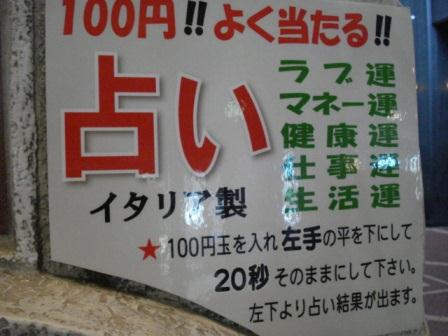 100円!!よく当たる!!
占い
ラブ運
マネー運
健康運
仕事運
生活運
イタリア製
★100円玉を入れ左手の平を下にして
20秒そのままにして下さい。
左下より占い結果が出ます。